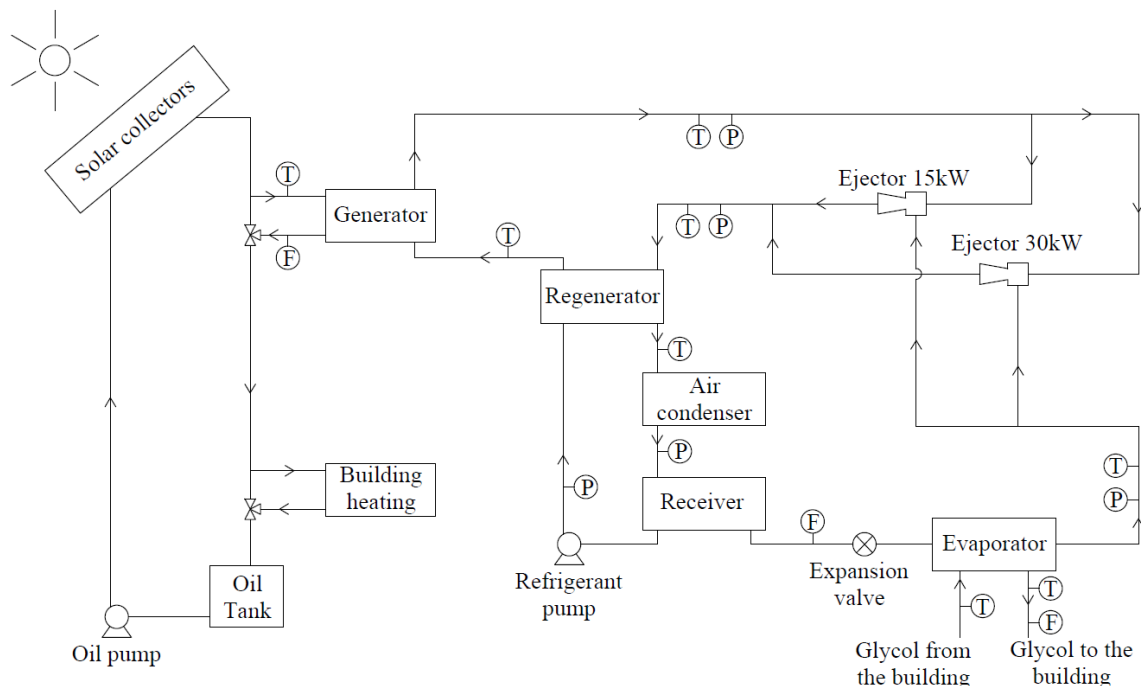 Solar collectors
T
P
T
Generator
F
T
Ejector 15kW
T
P
Ejector 30kW
Regenerator
T
Air
condenser
P
Building
heating
P
Receiver
T
P
F
Evaporator
Expansion
valve
Refrigerant
pump
Oil
Tank
Oil pump
T
T
F
Glycol from
the building
Glycol to the
building